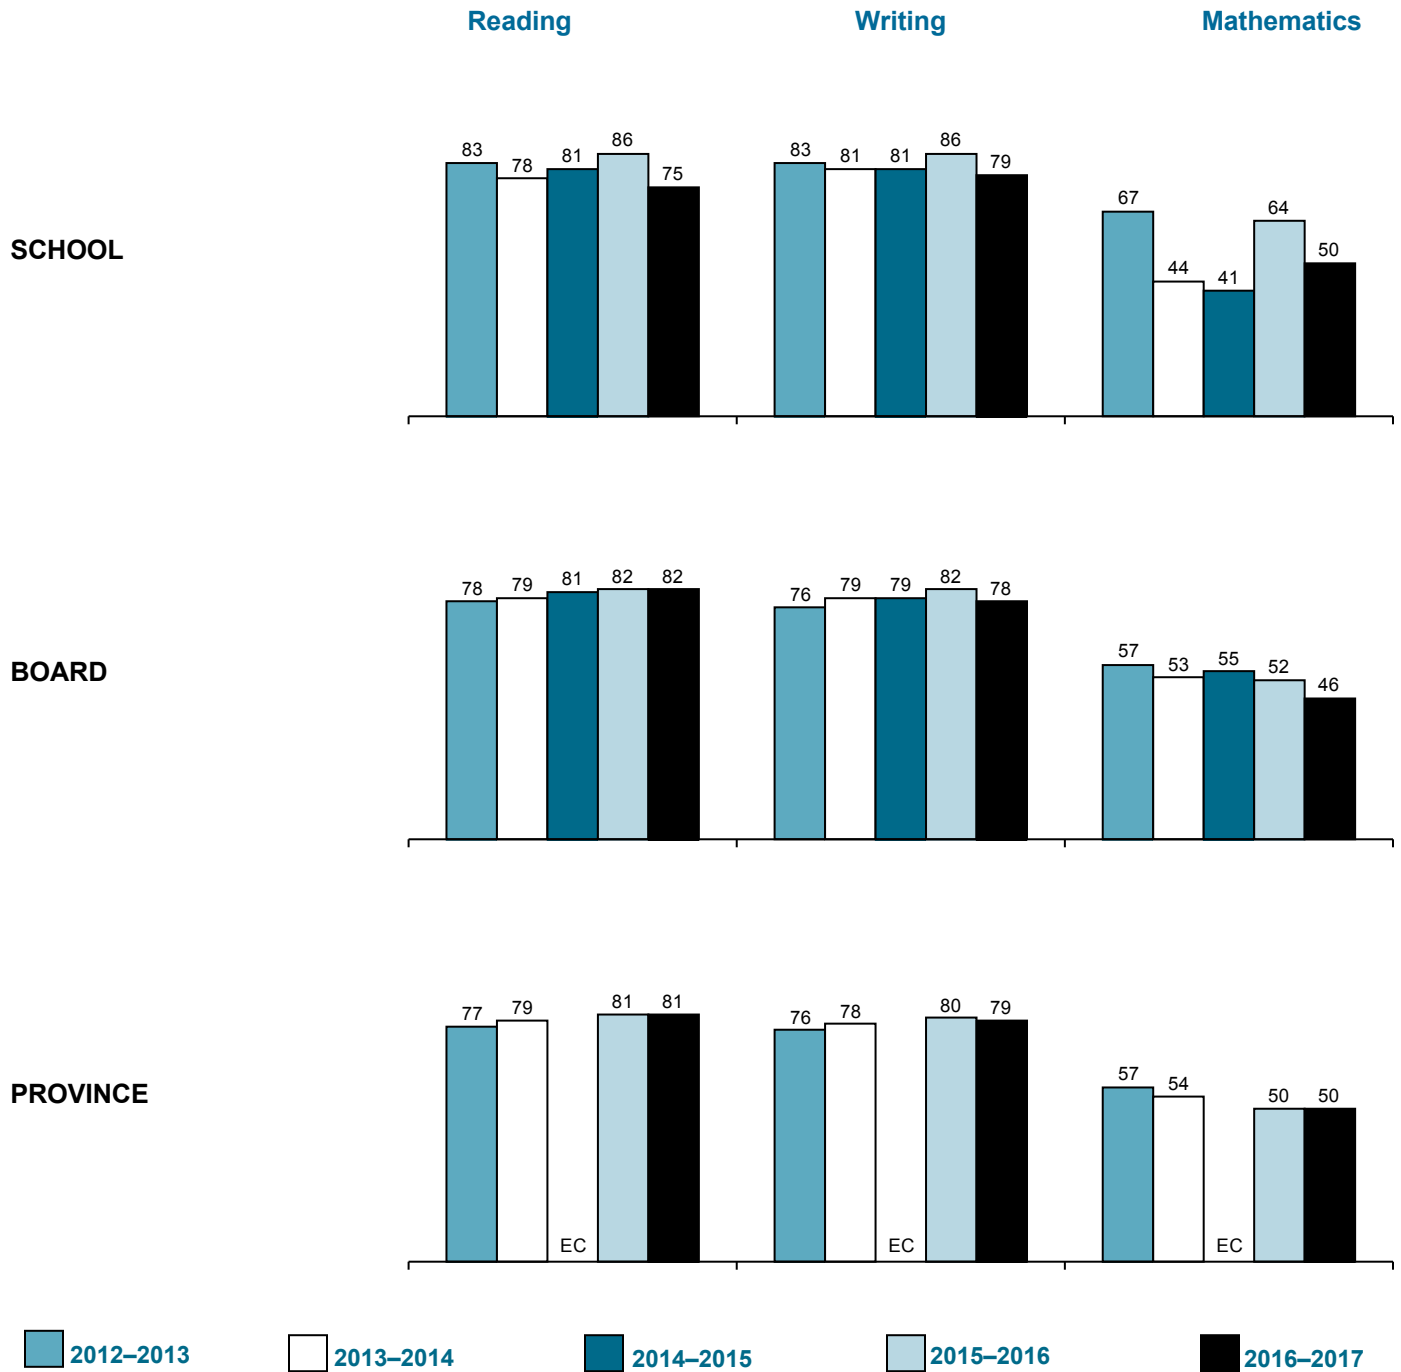 Reading Writing Mathematics
SCHOOL
83 78 81 86 75 83 81 81 86 79 67 44 41 64 50
BOARD
78 79 81 82 82 76 79 79 82 78 57 53 55 52 46
PROVINCE
77 79 EC 81 81 76 78 EC 80 79 57 54 EC 50 50
2012–2013 2013–2014 2014–2015 2015–2016 2016–2017